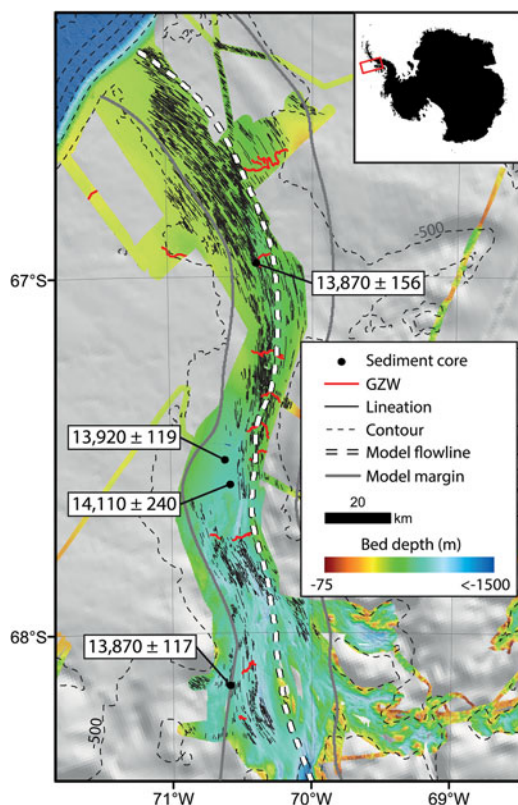 -500
67°S
13,870 ± 156
Sediment core
GZW
Lineation
Contour
Model flowline
Model margin
20
km
Bed depth (m)
-75
<-1500
13,920 ± 119
14,110 ± 240
68°S
13,870 ± 117
-500
71°W
70°W
69°W